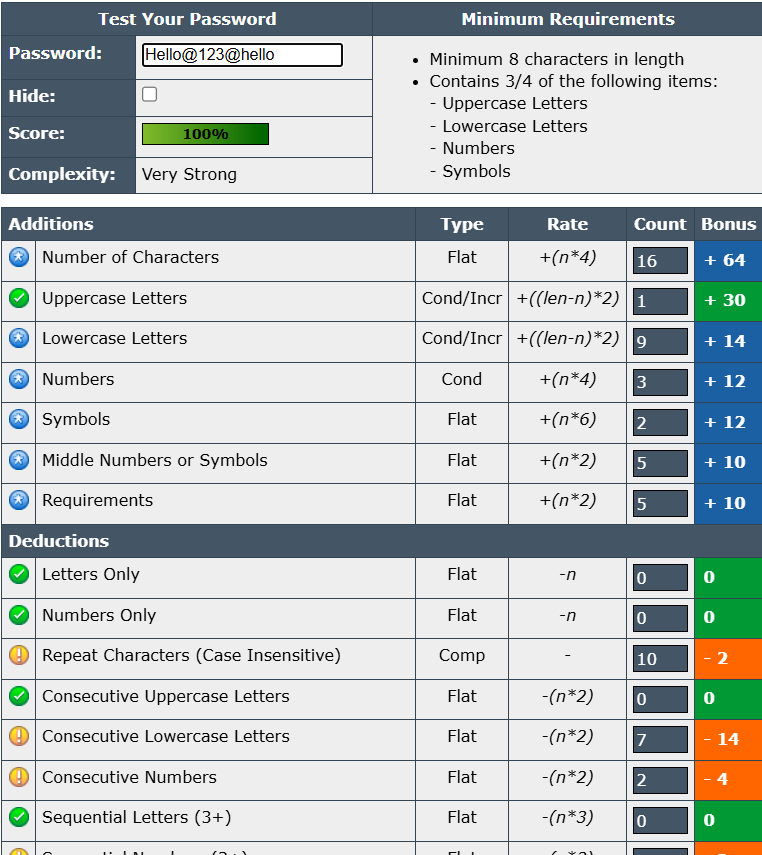 Test Your Password
Minimum Requirements
Password: Hello@123@hello
• Minimum 8 characters in length
• Contains 3/4 of the following items:
- Uppercase Letters
- Lowercase Letters
- Numbers
- Symbols
Hide:
Score: 100%
Complexity: Very Strong
Additions Type Rate Count Bonus
Number of Characters Flat +(n*4) 16 + 64
Uppercase Letters Cond/Incr +((len-n)*2) 1 + 30
Lowercase Letters Cond/Incr +((len-n)*2) 9 + 14
Numbers Cond +(n*4) 3 + 12
Symbols Flat +(n*6) 2 + 12
Middle Numbers or Symbols Flat +(n*2) 5 + 10
Requirements Flat +(n*2) 5 + 10
Deductions
Letters Only Flat -n 0 0
Numbers Only Flat -n 0 0
Repeat Characters (Case Insensitive) Comp - 10 - 2
Consecutive Uppercase Letters Flat -(n*2) 0 0
Consecutive Lowercase Letters Flat -(n*2) 7 - 14
Consecutive Numbers Flat -(n*2) 2 - 4
Sequential Letters (3+) Flat -(n*3) 0 0